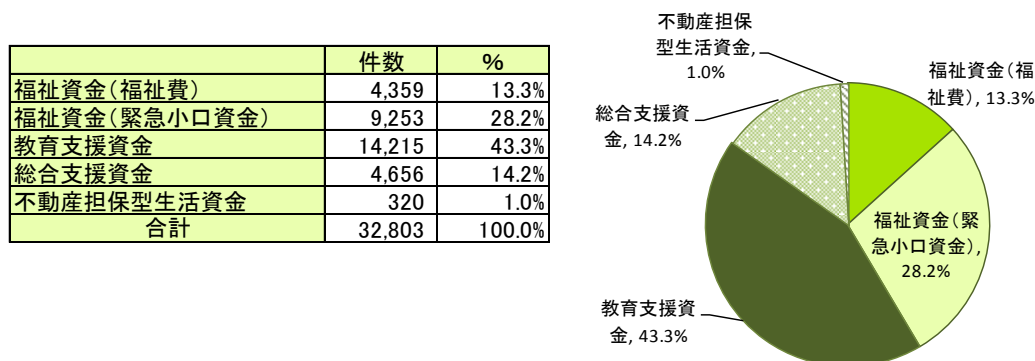 件数 %
福祉資金(福祉費) 4,359 13.3%
福祉資金(緊急小口資金) 9,253 28.2%
教育支援資金 14,215 43.3%
総合支援資金 4,656 14.2%
不動産担保型生活資金 320 1.0%
合計 32,803 100.0%
不動産担保
型生活資金,
1.0%
福祉資金(福
祉費), 13.3%
総合支援資
金, 14.2%
福祉資金(緊
急小口資金),
28.2%
教育支援資
金, 43.3%